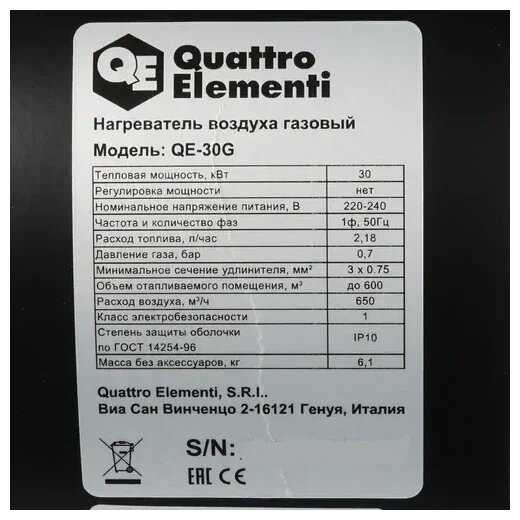 QE Quattro
Elementi
Нагреватель воздуха газовый
Модель: QE-30G
Тепловая мощность, кВт 30
Регулировка мощности нет
Номинальное напряжение питания, В 220-240
Частота и количество фаз 1ф, 50Гц
Расход топлива, л/час 2,18
Давление газа, бар 0,7
Минимальное сечение удлинителя, мм² 3 х 0.75
Объем отапливаемого помещения, м³ до 600
Расход воздуха, м³/ч 650
Класс электробезопасности 1
Степень защиты оболочки
по ГОСТ 14254-96 IP10
Масса без аксессуаров, кг 6,1
Quattro Elementi, S.R.I..
Виа Сан Винченцо 2-16121 Генуя, Италия
S/N:
EAC CE